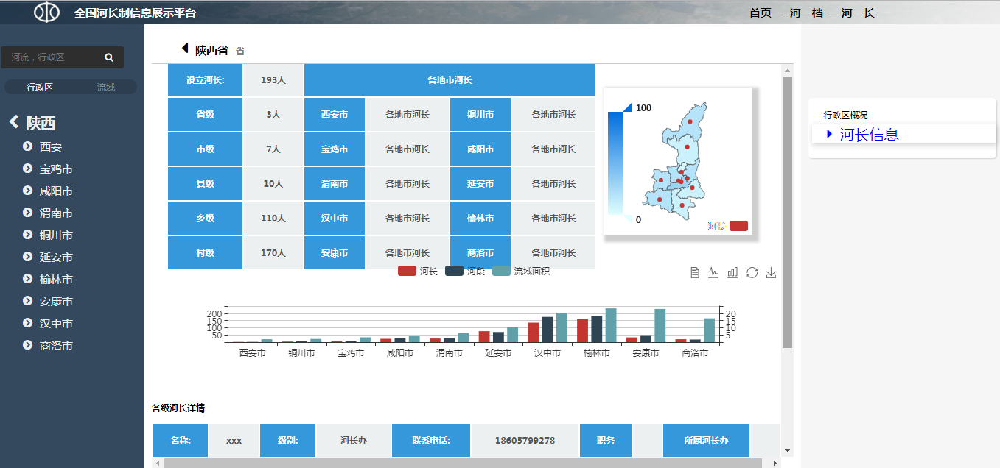 全国河长制信息展示平台
首页 一河一档 一河一长
河流，行政区
行政区 流域
陕西
西安
宝鸡市
咸阳市
渭南市
铜川市
延安市
榆林市
安康市
汉中市
商洛市
陕西省 省
设立河长: 193人 各地市河长
省级 3人 西安市 各地市河长 铜川市 各地市河长
市级 7人 宝鸡市 各地市河长 咸阳市 各地市河长
县级 10人 渭南市 各地市河长 延安市 各地市河长
乡级 110人 汉中市 各地市河长 榆林市 各地市河长
村级 170人 安康市 各地市河长 商洛市 各地市河长
100
0
河长 河段 流域面积
200 20
150 15
100 10
50 5
西安市 铜川市 宝鸡市 咸阳市 渭南市 延安市 汉中市 榆林市 安康市 商洛市
各级河长详情
名称: xxx 级别: 河长办 联系电话: 18605799278 职务 所属河长办
行政区概况
河长信息